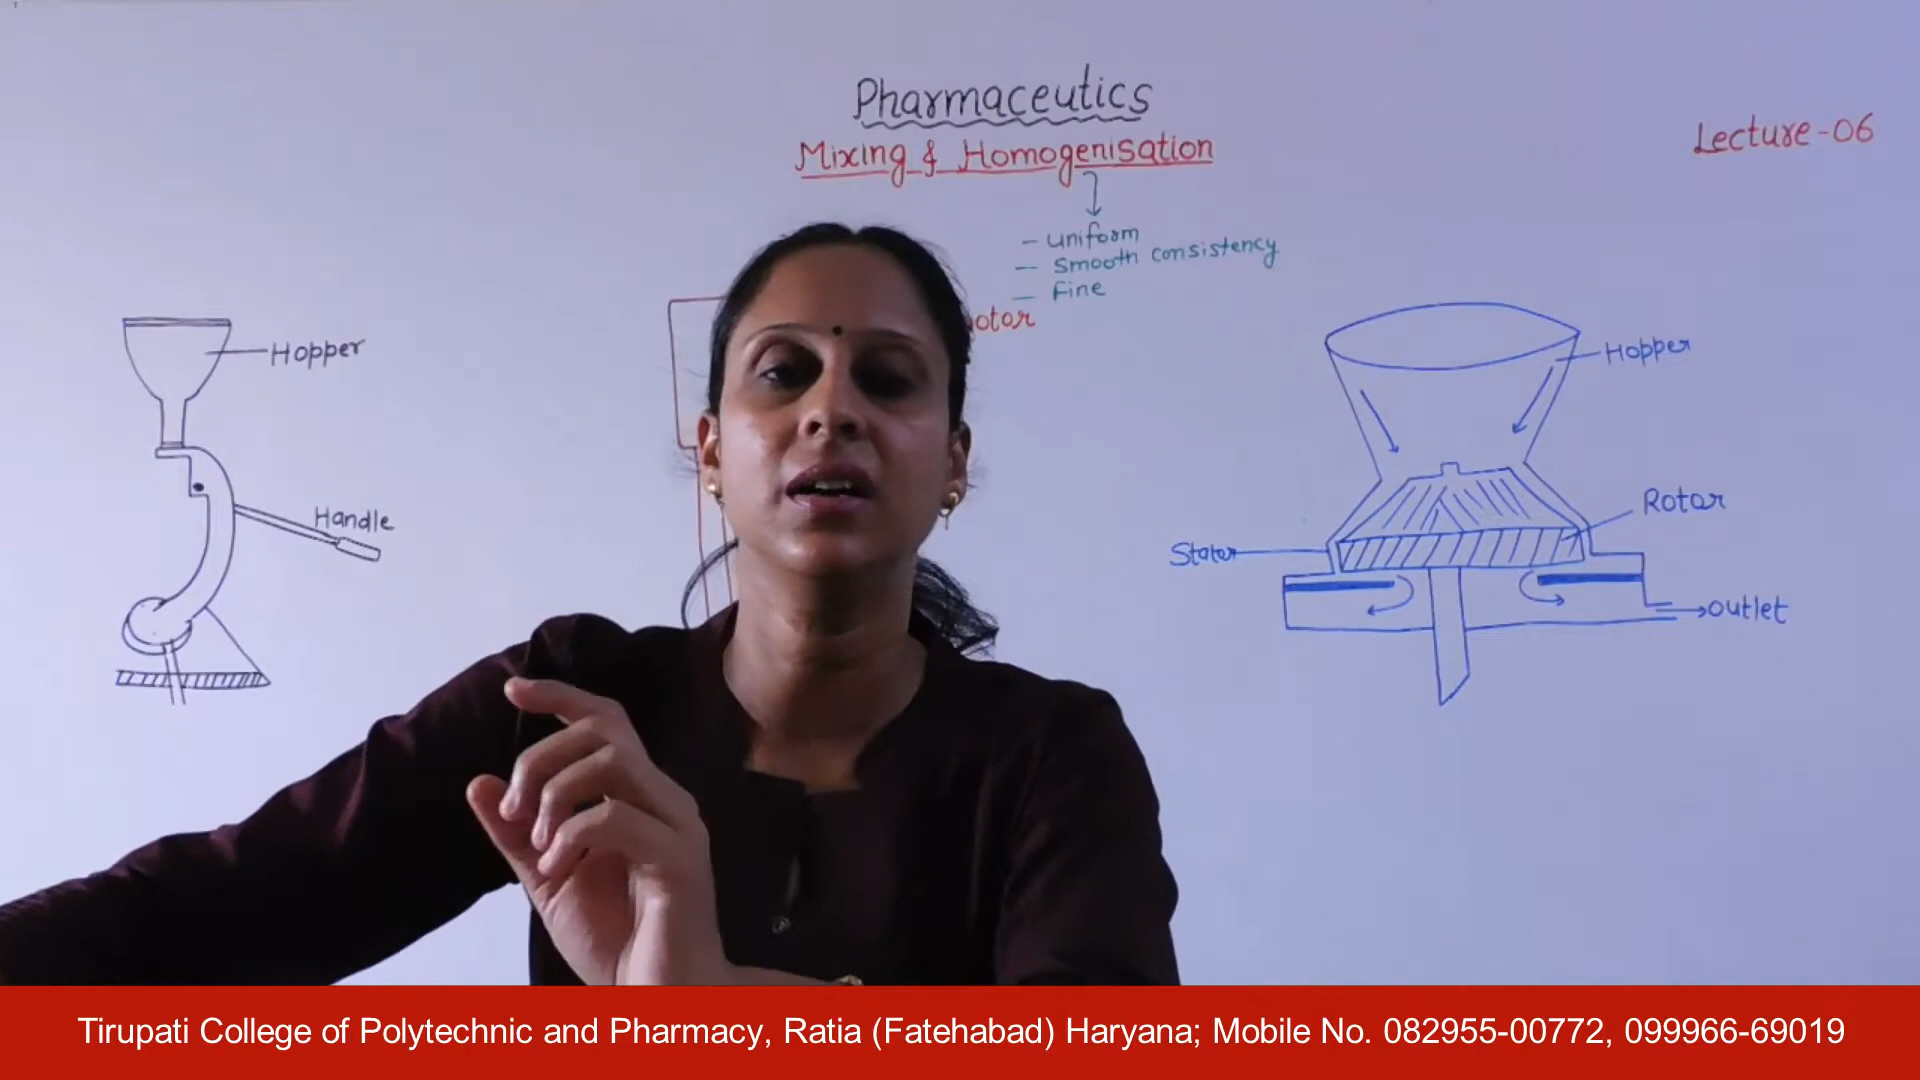 Pharmaceutics
Mixing & Homogenisation
Lecture-06
- uniform
- Smooth consistency
- Fine
Hopper
Handle
Hopper
Rotor
Stator
Outlet
Tirupati College of Polytechnic and Pharmacy, Ratia (Fatehabad) Haryana; Mobile No. 082955-00772, 099966-69019